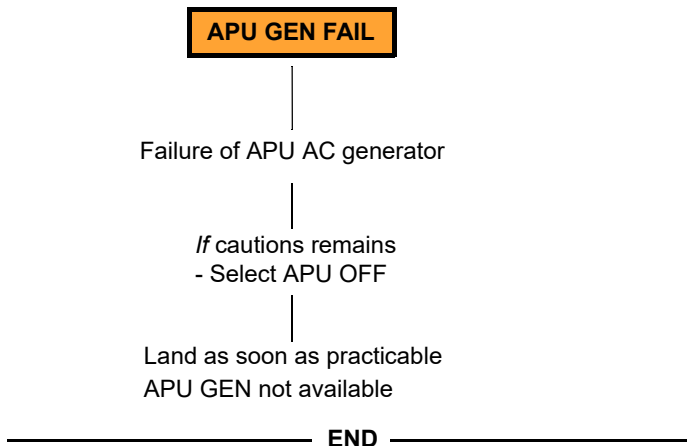 APU GEN FAIL
Failure of APU AC generator
If cautions remains
- Select APU OFF
Land as soon as practicable
APU GEN not available
END